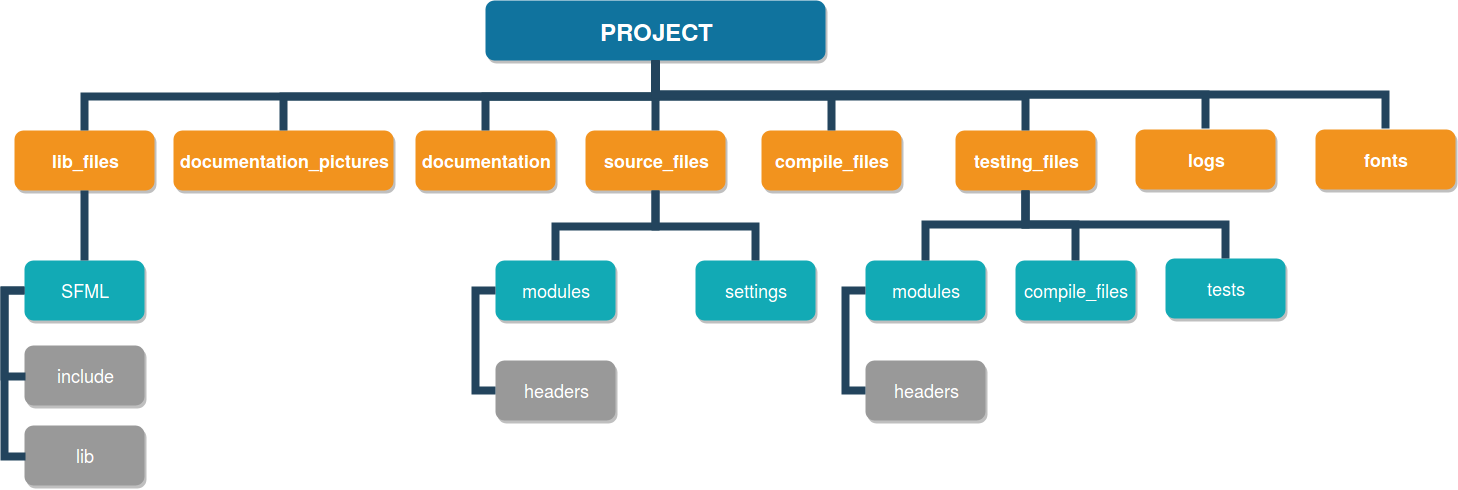 PROJECT
lib_files
documentation_pictures
documentation
source_files
compile_files
testing_files
logs
fonts
SFML
modules
settings
modules
compile_files
tests
include
headers
headers
lib